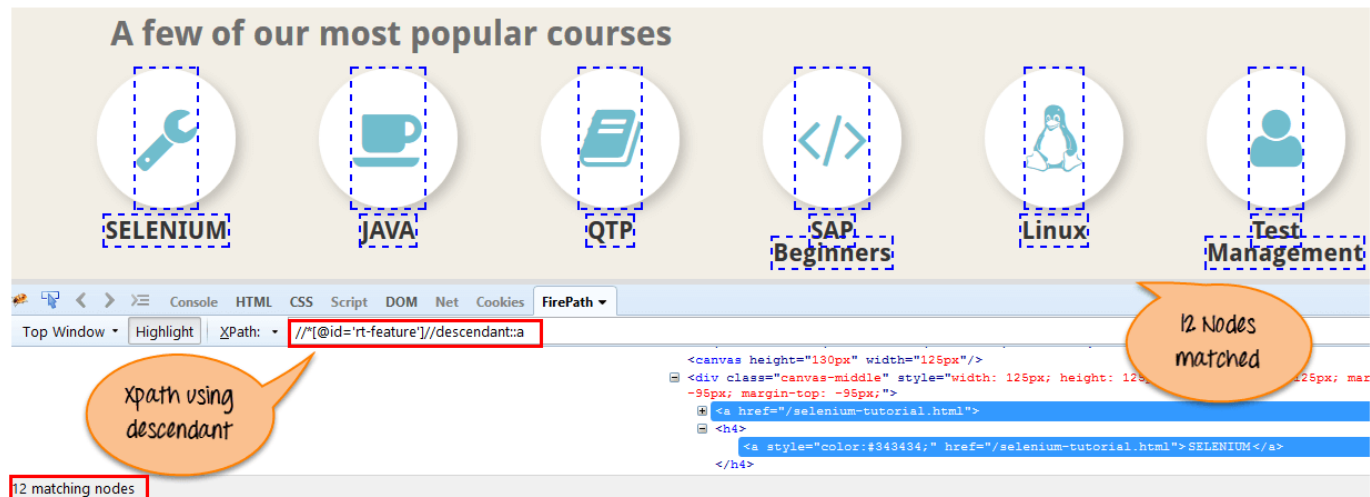 A few of our most popular courses
SELENIUM
JAVA
QTP
SAP
Beginners
Linux
Test
Management
Console HTML CSS Script DOM Net Cookies FirePath
Top Window Highlight XPath: //*[@id='rt-feature']//descendant::a
12 Nodes
matched
Xpath using
descendant
<canvas height="130px" width="125px"/>
<div class="canvas-middle" style="width: 125px; height: 125px; mar
-95px; margin-top: -95px;">
<a href="/selenium-tutorial.html">
<h4>
<a style="color:#343434;" href="/selenium-tutorial.html">SELENIUM</a>
</h4>
12 matching nodes